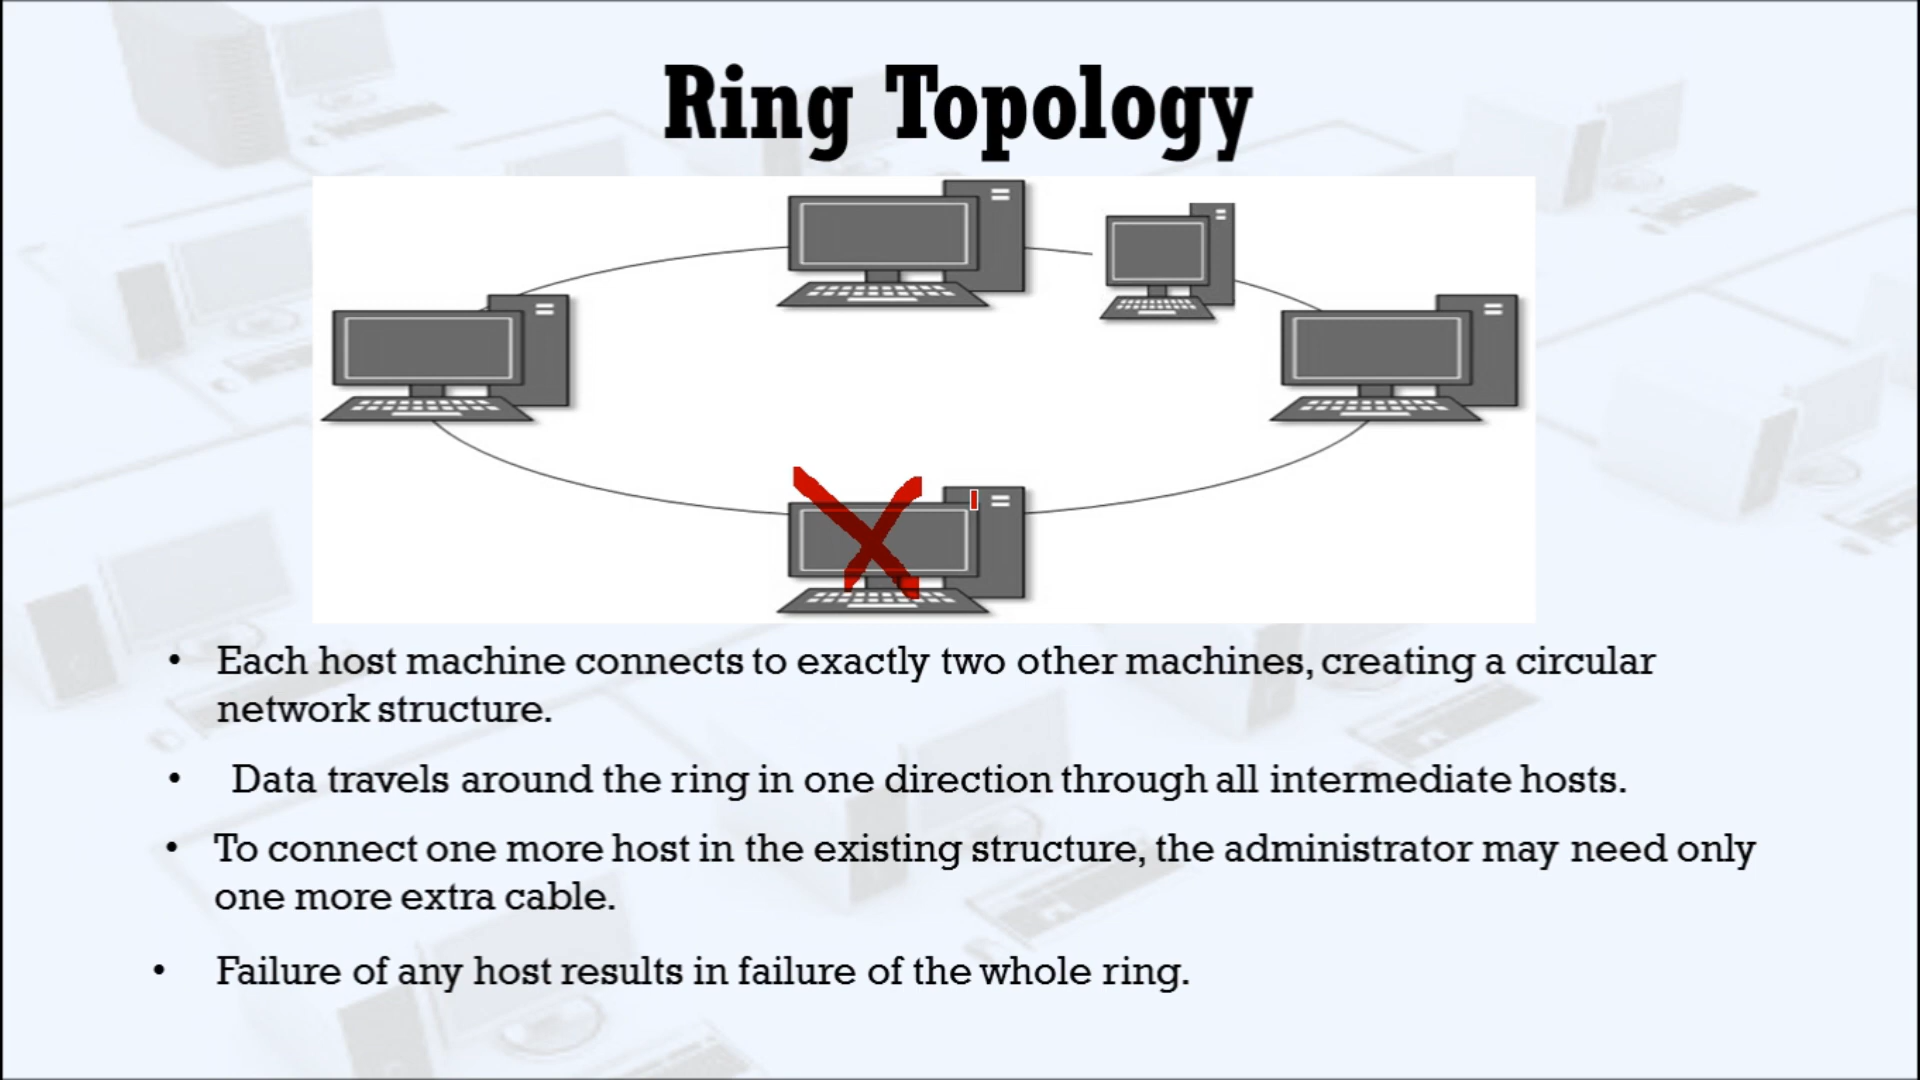 Ring Topology
• Each host machine connects to exactly two other machines, creating a circular
network structure.
• Data travels around the ring in one direction through all intermediate hosts.
• To connect one more host in the existing structure, the administrator may need only
one more extra cable.
• Failure of any host results in failure of the whole ring.